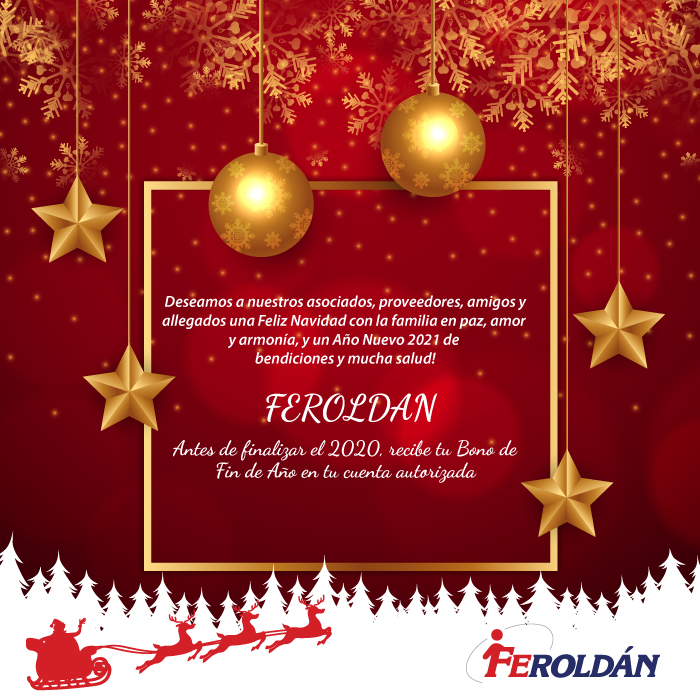 Deseamos a nuestros asociados, proveedores, amigos y
allegados una Feliz Navidad con la familia en paz, amor
y armonía, y un Año Nuevo 2021 de
bendiciones y mucha salud!
FEROLDAN
Antes de finalizar el 2020, recibe tu Bono de
Fin de Año en tu cuenta autorizada
FEROLDÁN